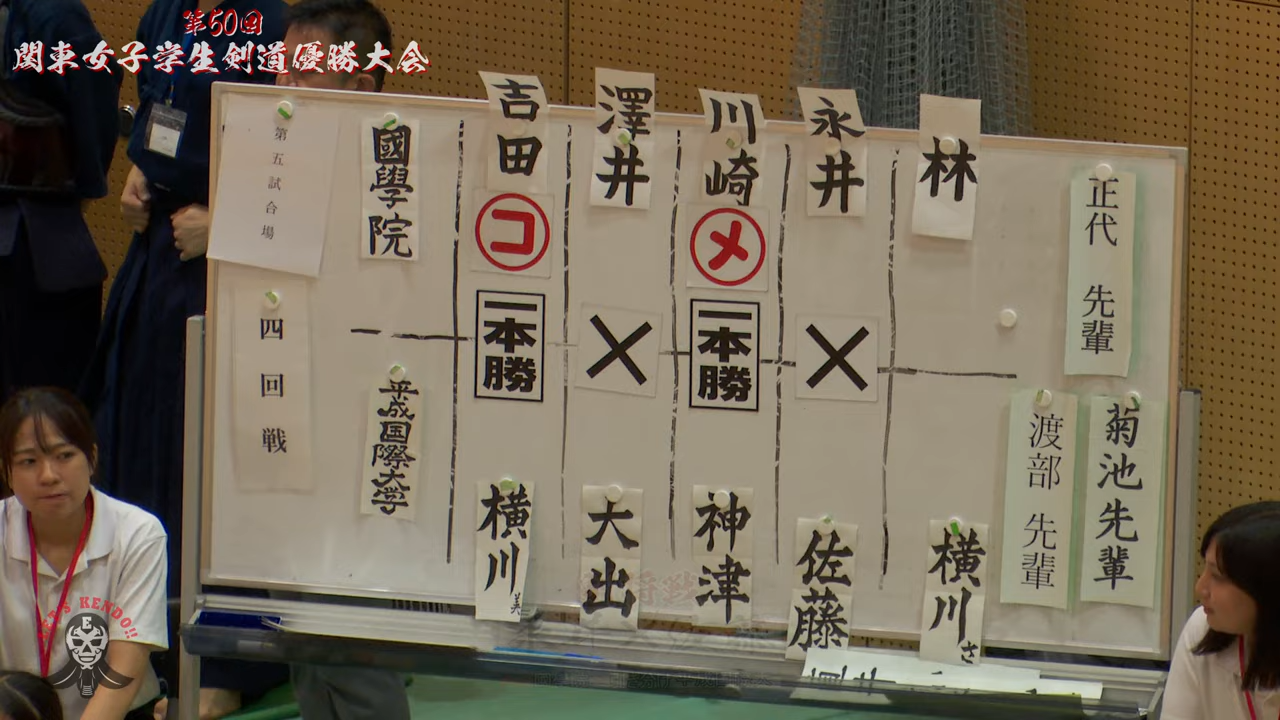 第50回
関東女子学生剣道優勝大会
第五試合場
四回戦
國學院
吉田
澤井
川崎
永井
林
コ
メ
一本勝
一本勝
平成国際大学
横川美
大出
神津
佐藤
横川さ
正代 先輩
渡部 先輩
菊池先輩
LET'S KENDO!!